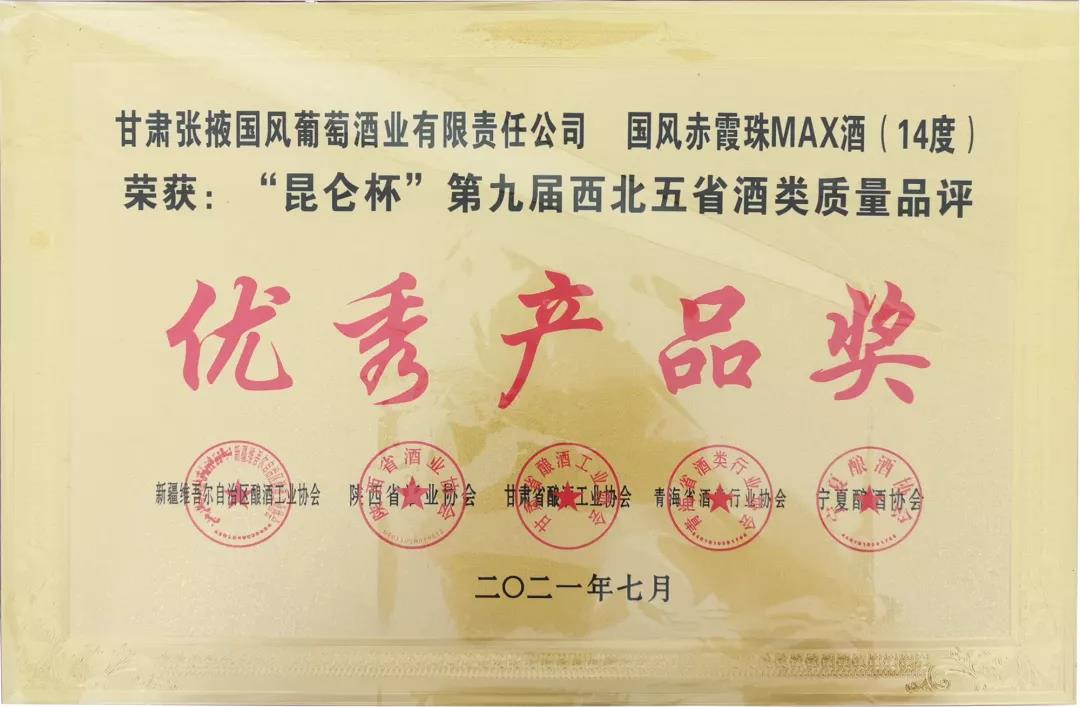 甘肃张掖国风葡萄酒业有限责任公司 国风赤霞珠MAX酒（14度）
荣获：“昆仑杯”第九届西北五省酒类质量品评
优秀产品奖
新疆维吾尔自治区酿酒工业协会 陕西省酒业协会 甘肃省酿酒工业协会 青海省酒类行业协会 宁夏酿酒协会
二〇二一年七月